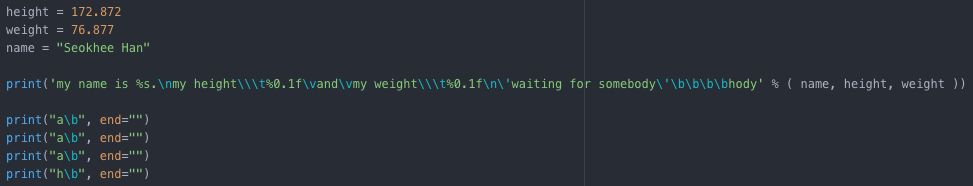 height = 172.872
weight = 76.877
name = "Seokhee Han"
print('my name is %s.\nmy height\\\t%0.1f\vand\vmy weight\\\t%0.1f\n\'waiting for somebody\'\b\b\b\bhody' % ( name, height, weight ))
print("a\b", end="")
print("a\b", end="")
print("a\b", end="")
print("h\b", end="")